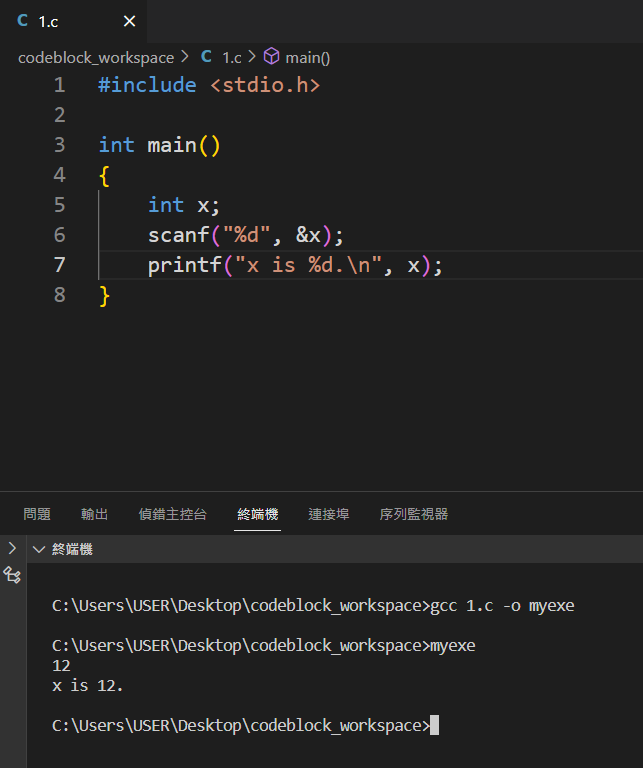 C 1.c ×
codeblock_workspace > C 1.c > main()
1 #include <stdio.h>
2
3 int main()
4 {
5     int x;
6     scanf("%d", &x);
7     printf("x is %d.\n", x);
8 }
問題 輸出 偵錯主控台 終端機 連接埠 序列監視器
終端機
C:\Users\USER\Desktop\codeblock_workspace>gcc 1.c -o myexe
C:\Users\USER\Desktop\codeblock_workspace>myexe
12
x is 12.
C:\Users\USER\Desktop\codeblock_workspace>